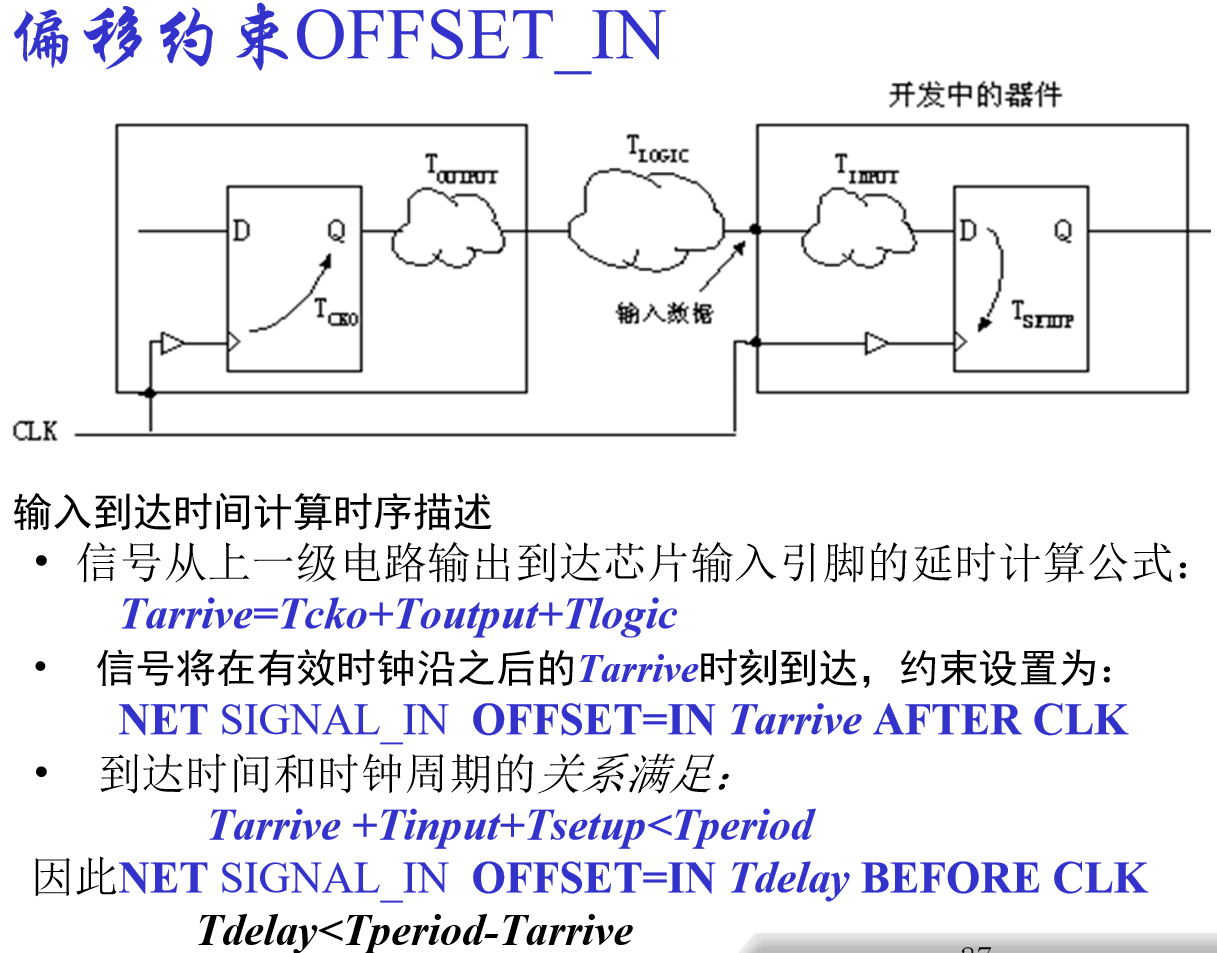 偏移约束OFFSET_IN
开发中的器件
T OUTPUT
T LOGIC
T INPUT
D Q
D Q
T CKO
输入数据
T SETUP
CLK
输入到达时间计算时序描述
• 信号从上一级电路输出到达芯片输入引脚的延时计算公式：
Tarrive=Tcko+Toutput+Tlogic
• 信号将在有效时钟沿之后的Tarrive时刻到达，约束设置为：
NET SIGNAL_IN OFFSET=IN Tarrive AFTER CLK
• 到达时间和时钟周期的关系满足：
Tarrive +Tinput+Tsetup<Tperiod
因此NET SIGNAL_IN OFFSET=IN Tdelay BEFORE CLK
Tdelay<Tperiod-Tarrive